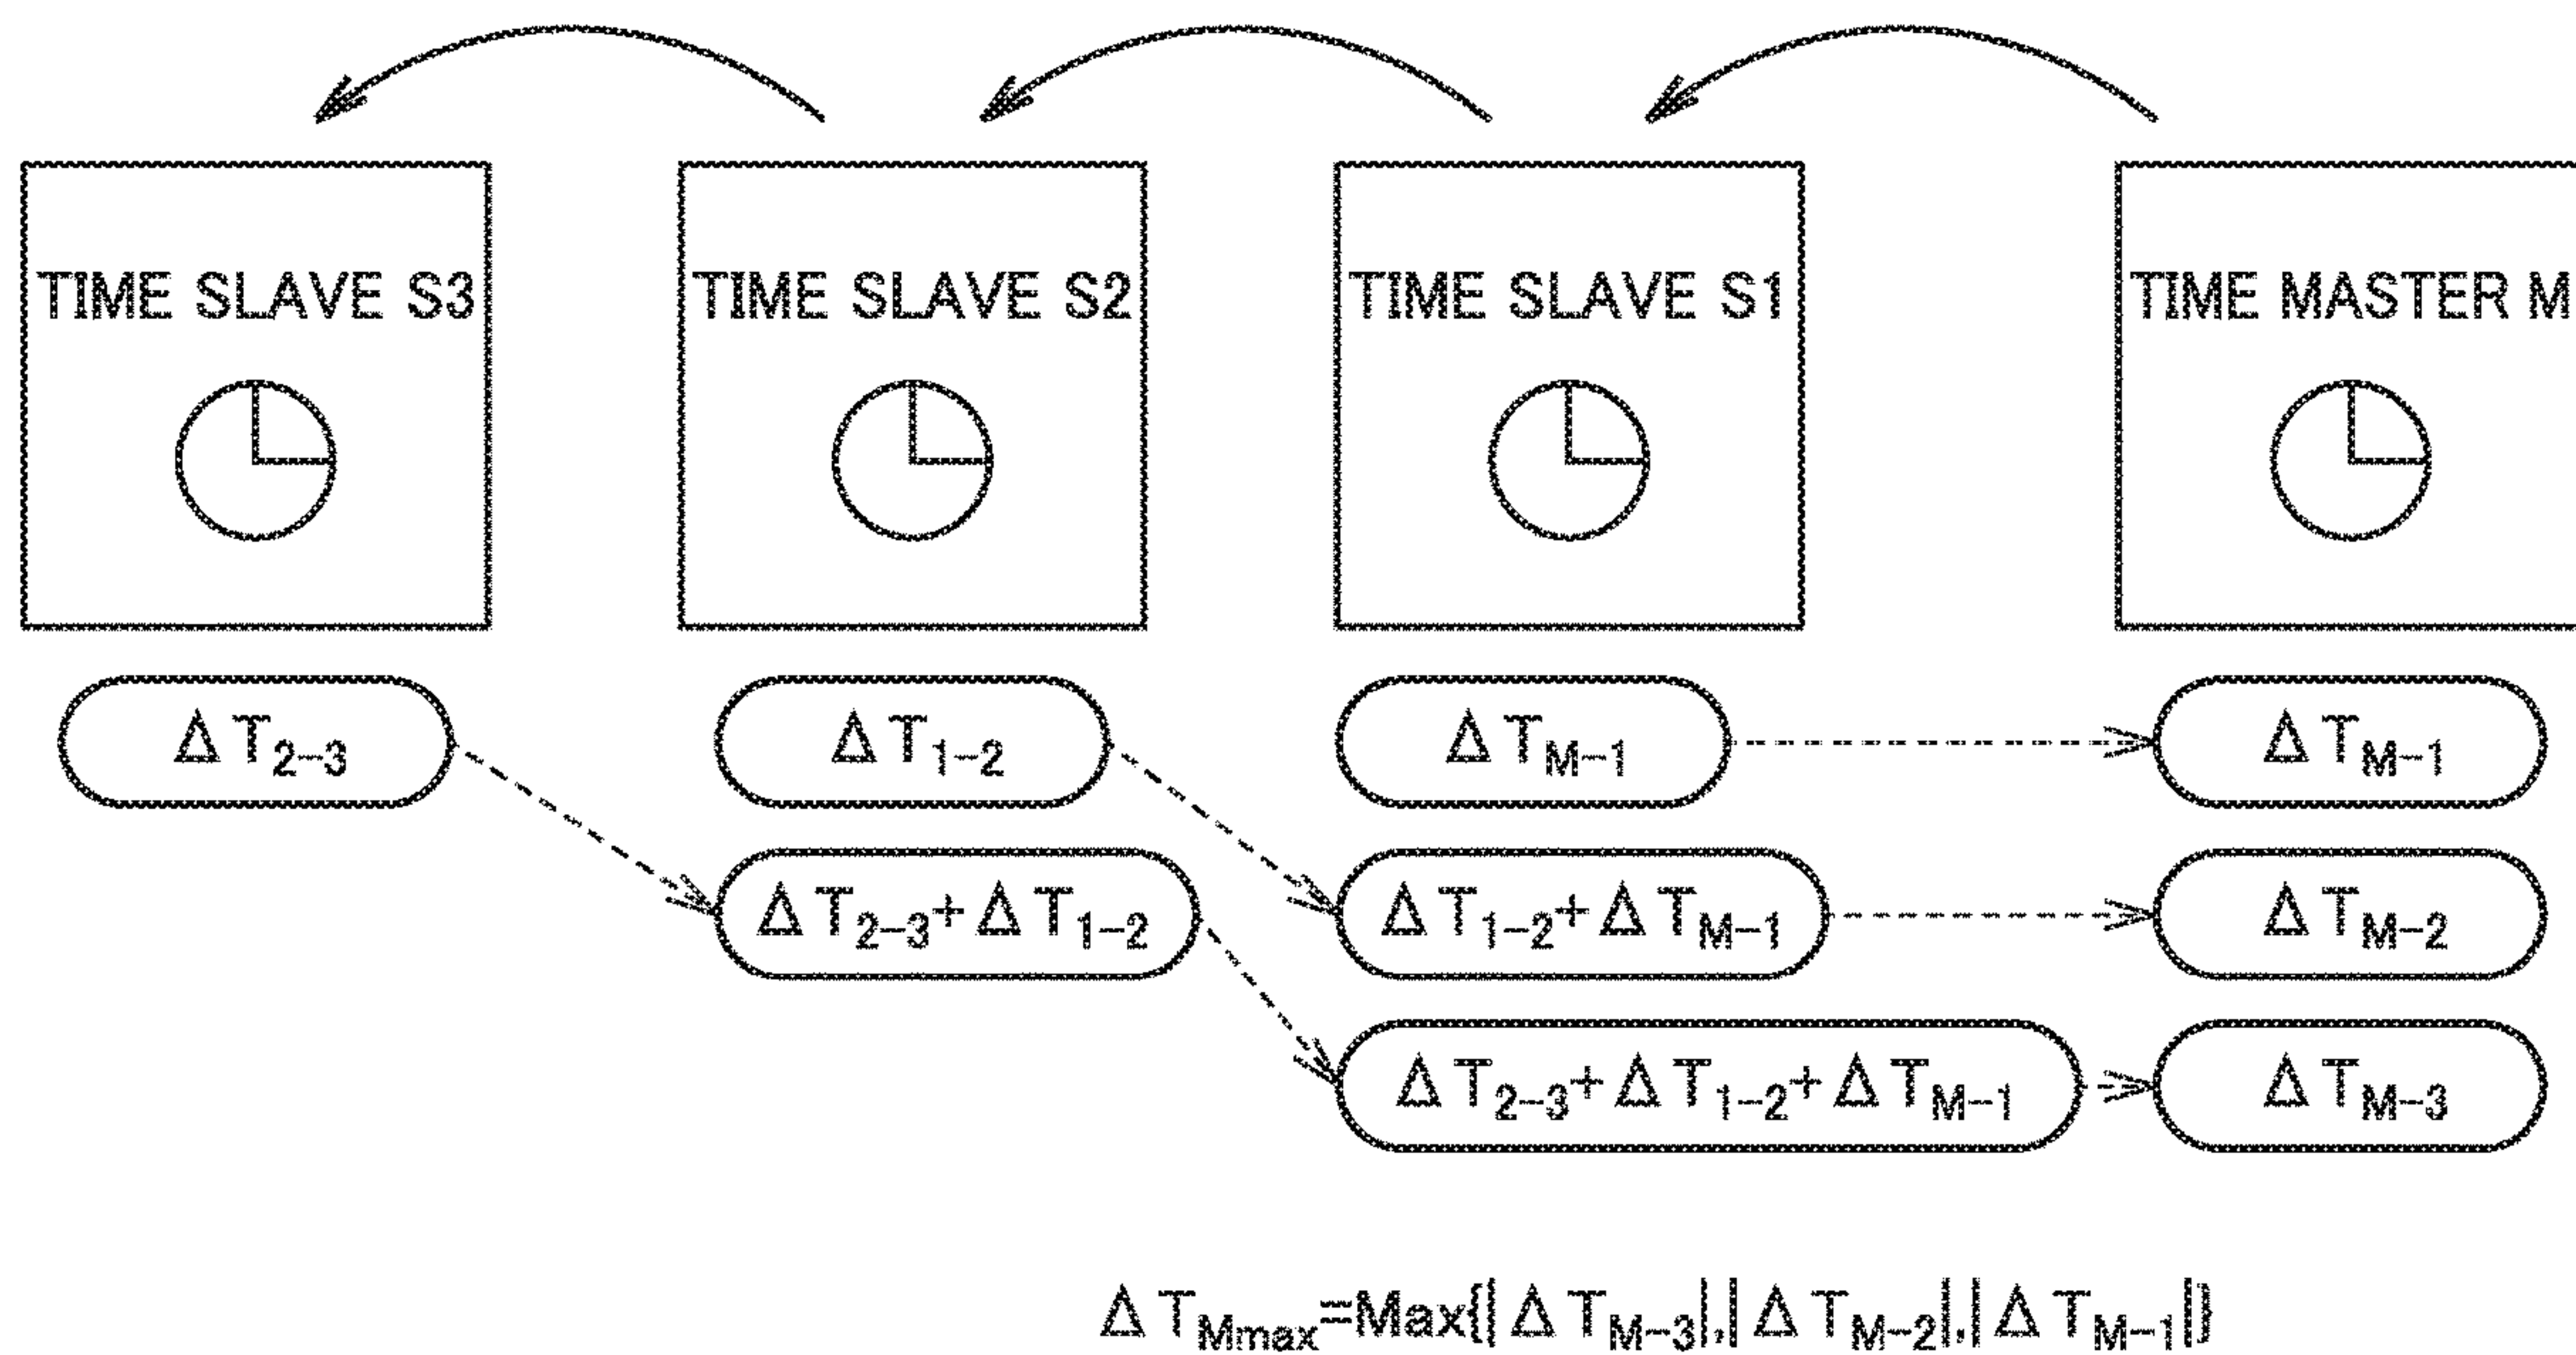 TIME SLAVE S3 TIME SLAVE S2 TIME SLAVE S1 TIME MASTER M
ΔT2-3 ΔT1-2 ΔTM-1 ΔTM-1
ΔT2-3+ΔT1-2 ΔT1-2+ΔTM-1 ΔTM-2
ΔT2-3+ΔT1-2+ΔTM-1 ΔTM-3
ΔTMmax=Max{|ΔTM-3|,|ΔTM-2|,|ΔTM-1|}